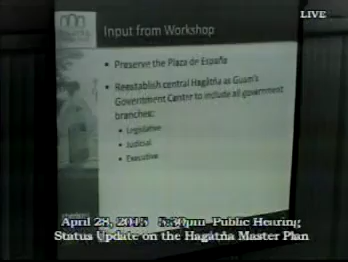 LIVE
Input from Workshop
• Preserve the Plaza de España
• Reestablish central Hagåtña as Guam's
Government Center to include all government
branches:
• Legislative
• Judicial
• Executive
April 28, 2015 5:30pm Public Hearing
Status Update on the Hagåtña Master Plan